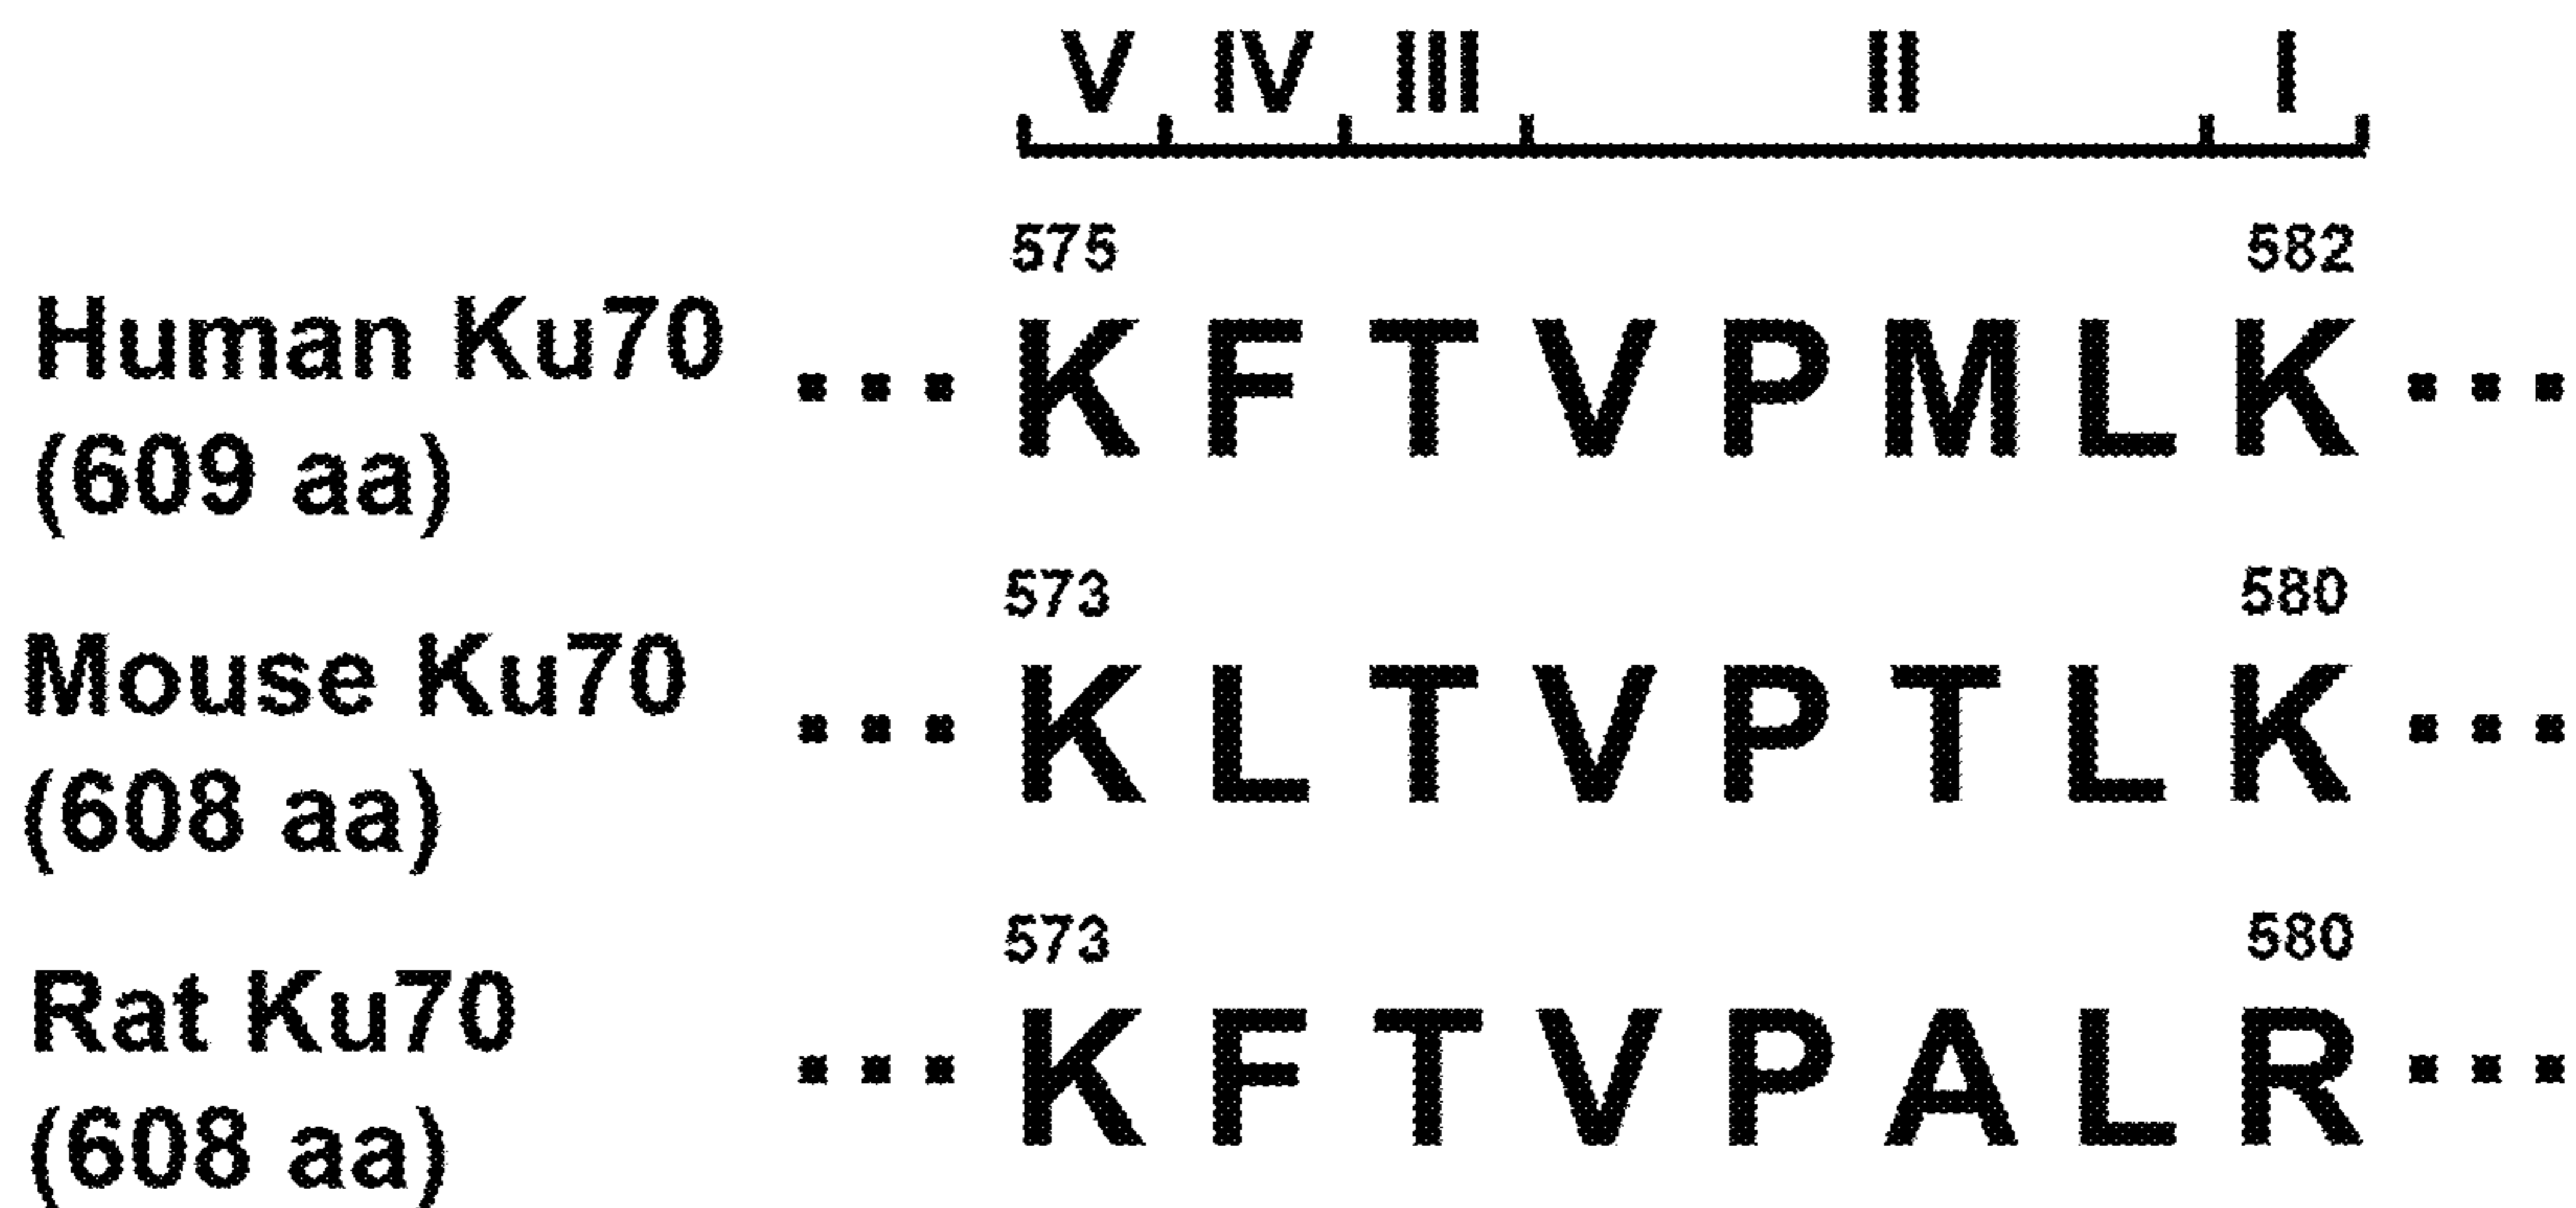 V IV III II I
575 582
Human Ku70 ... K F T V P M L K ...
(609 aa)
573 580
Mouse Ku70 ... K L T V P T L K ...
(608 aa)
573 580
Rat Ku70 ... K F T V P A L R ...
(608 aa)